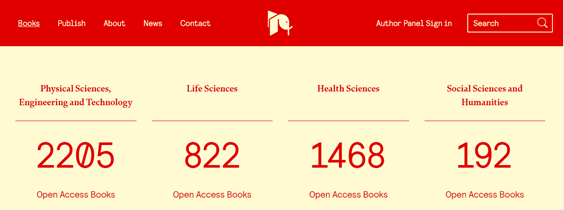 Books Publish About News Contact Author Panel Sign in Search
Physical Sciences,
Engineering and Technology
2205
Open Access Books
Life Sciences
822
Open Access Books
Health Sciences
1468
Open Access Books
Social Sciences and
Humanities
192
Open Access Books